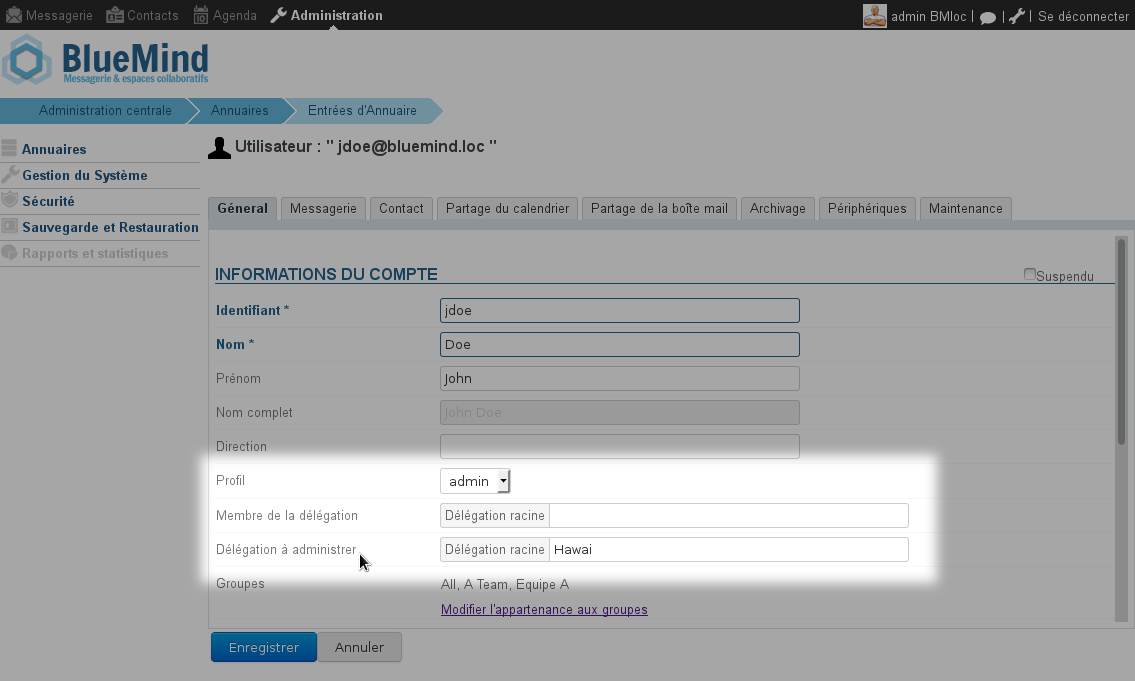 Messagerie Contacts Agenda Administration admin BMloc | | | Se déconnecter
BlueMind
Messagerie & espaces collaboratifs
Administration centrale Annuaires Entrées d'Annuaire
Annuaires
Gestion du Système
Sécurité
Sauvegarde et Restauration
Rapports et statistiques
Utilisateur : " jdoe@bluemind.loc "
Général Messagerie Contact Partage du calendrier Partage de la boîte mail Archivage Périphériques Maintenance
INFORMATIONS DU COMPTE Suspendu
Identifiant * jdoe
Nom * Doe
Prénom John
Nom complet John Doe
Direction
Profil admin
Membre de la délégation Délégation racine
Délégation à administrer Délégation racine Hawai
Groupes All, A Team, Equipe A
Modifier l'appartenance aux groupes
Enregistrer Annuler